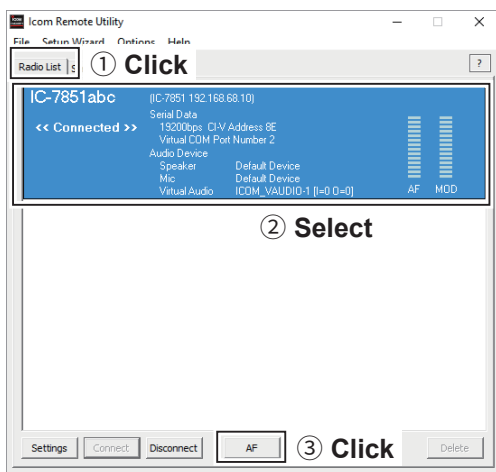 Icom Remote Utility
File Setup Wizard Options Help
Radio List ① Click ?
IC-7851abc (IC-7851 192.168.68.10)
Serial Data
<< Connected >> 19200bps CI-V Address 8E
Virtual COM Port Number 2
Audio Device
Speaker Default Device
Mic Default Device
Virtual Audio ICOM_VAUDIO-1 [I=0 O=0] AF MOD
② Select
Settings Connect Disconnect AF ③ Click Delete